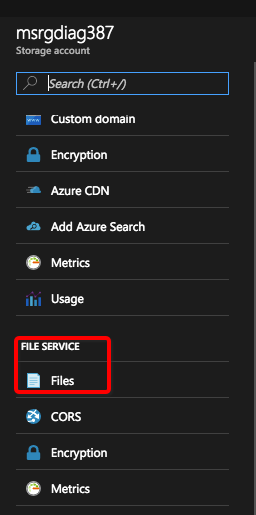 msrgdiag387
Storage account
Search (Ctrl+/)
Custom domain
Encryption
Azure CDN
Add Azure Search
Metrics
Usage
FILE SERVICE
Files
CORS
Encryption
Metrics